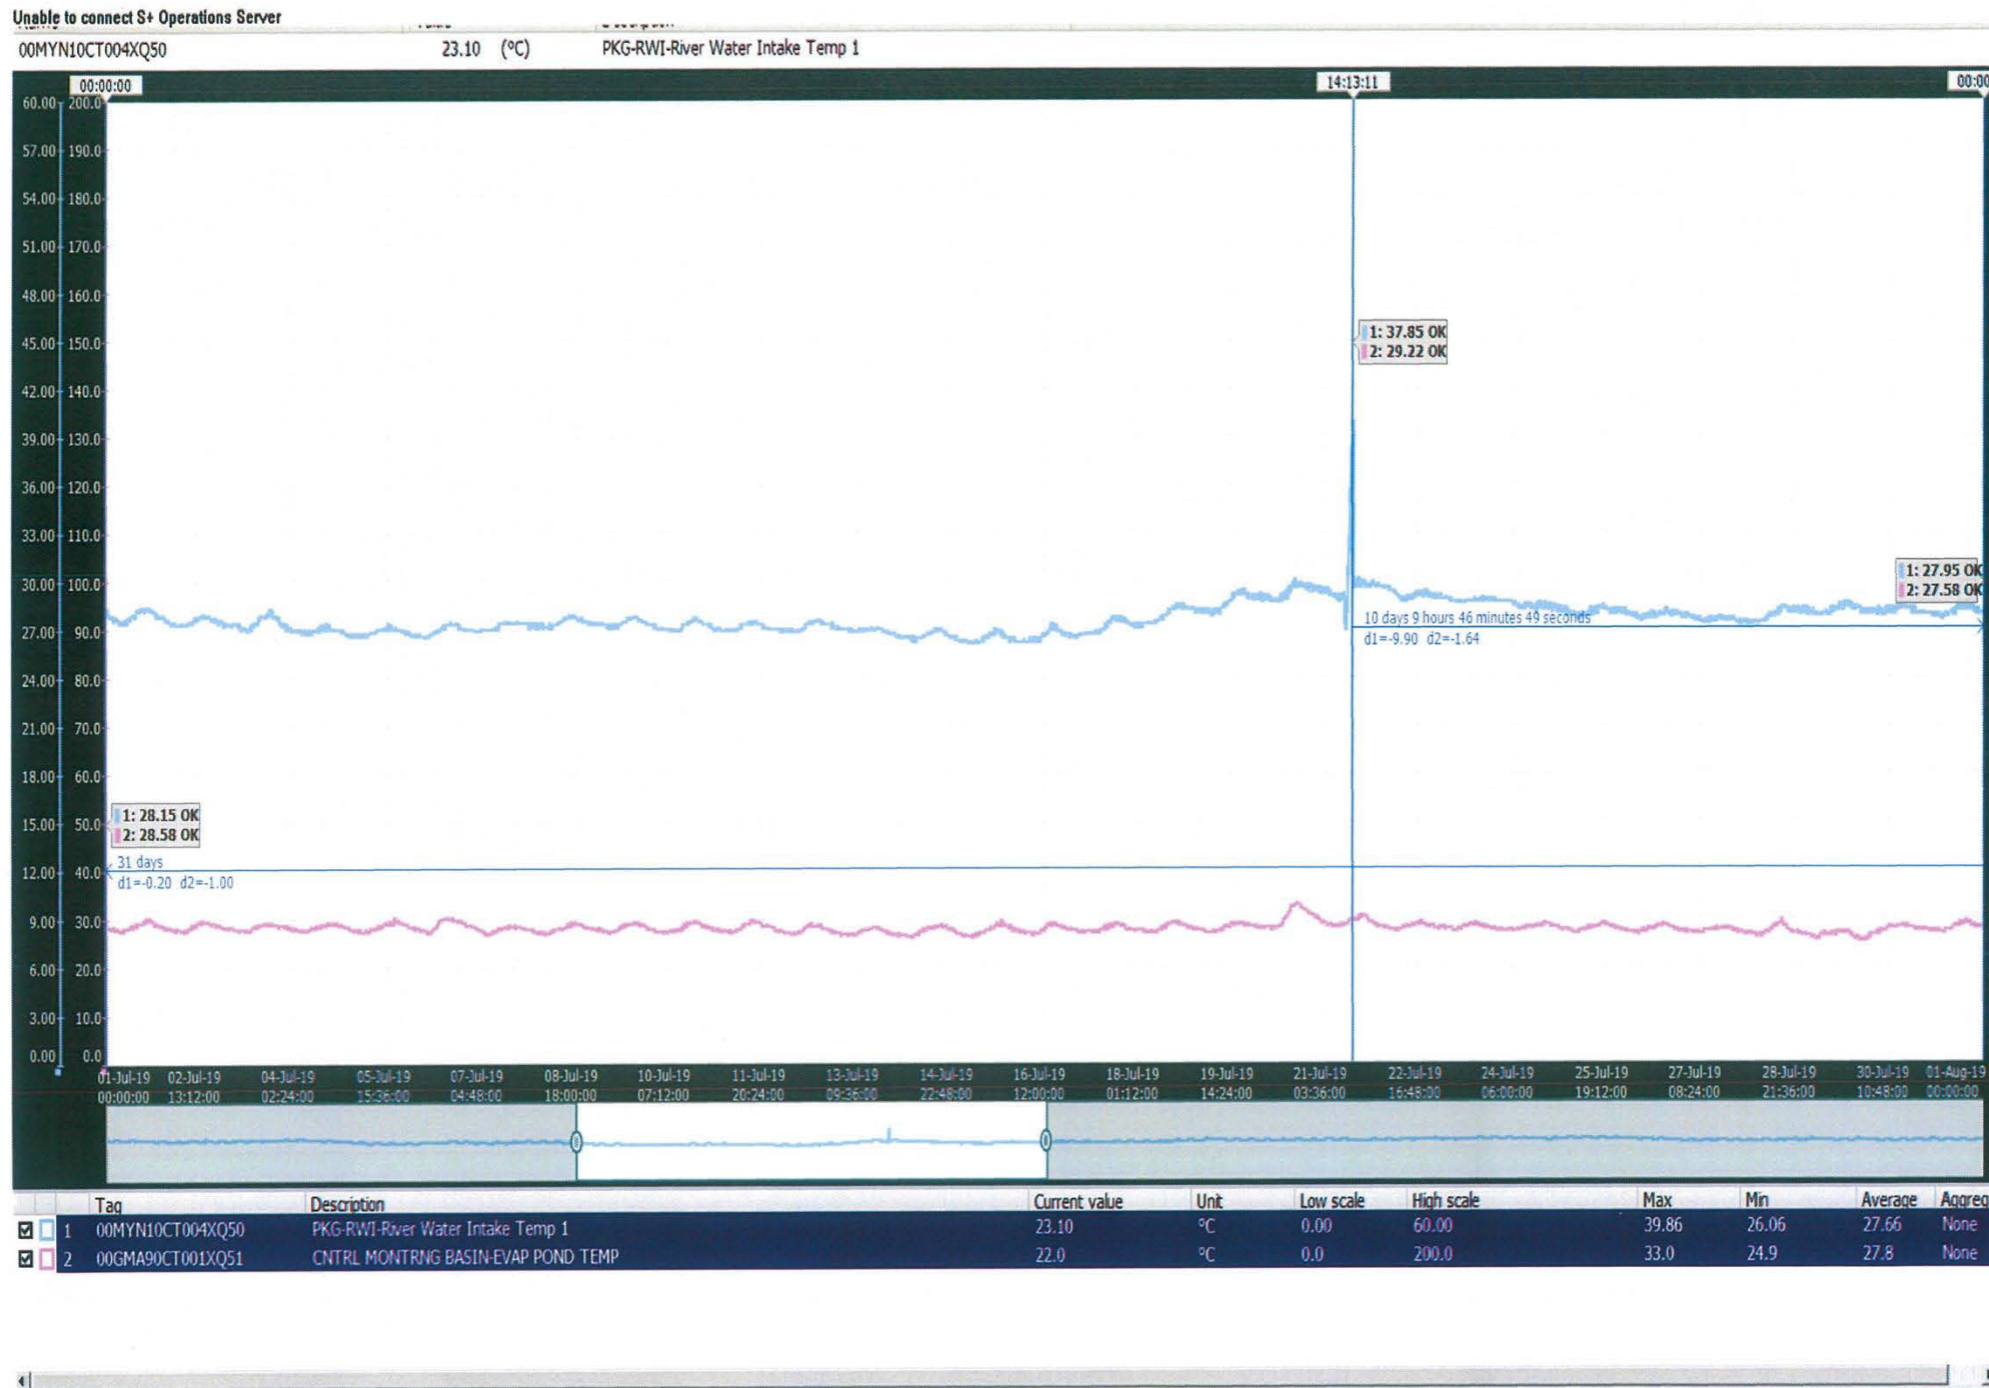 Unable to connect S+ Operations Server
00MYN10CT004XQ50 23.10 (°C) PKG-RWI-River Water Intake Temp 1
00:00:00 14:13:11 00:00
60.00 200.0
57.00 190.0
54.00 180.0
51.00 170.0
48.00 160.0
45.00 150.0
42.00 140.0
39.00 130.0
36.00 120.0
33.00 110.0
30.00 100.0
27.00 90.0
24.00 80.0
21.00 70.0
18.00 60.0
15.00 50.0
12.00 40.0
9.00 30.0
6.00 20.0
3.00 10.0
0.00 0.0
1: 37.85 OK
2: 29.22 OK
1: 27.95 OK
2: 27.58 OK
10 days 9 hours 46 minutes 49 seconds
d1=-9.90 d2=-1.64
1: 28.15 OK
2: 28.58 OK
31 days
d1=-0.20 d2=-1.00
01-Jul-19 02-Jul-19 04-Jul-19 05-Jul-19 07-Jul-19 08-Jul-19 10-Jul-19 11-Jul-19 13-Jul-19 14-Jul-19 16-Jul-19 18-Jul-19 19-Jul-19 21-Jul-19 22-Jul-19 24-Jul-19 25-Jul-19 27-Jul-19 28-Jul-19 30-Jul-19 01-Aug-19
00:00:00 13:12:00 02:24:00 15:36:00 04:48:00 18:00:00 07:12:00 20:24:00 09:36:00 22:48:00 12:00:00 01:12:00 14:24:00 03:36:00 16:48:00 06:00:00 19:12:00 08:24:00 21:36:00 10:48:00 00:00:00
Tag Description Current value Unit Low scale High scale Max Min Average Aggreg
1 00MYN10CT004XQ50 PKG-RWI-River Water Intake Temp 1 23.10 °C 0.00 60.00 39.86 26.06 27.66 None
2 00GMA90CT001XQ51 CNTRL MONTRNG BASIN-EVAP POND TEMP 22.0 °C 0.0 200.0 33.0 24.9 27.8 None